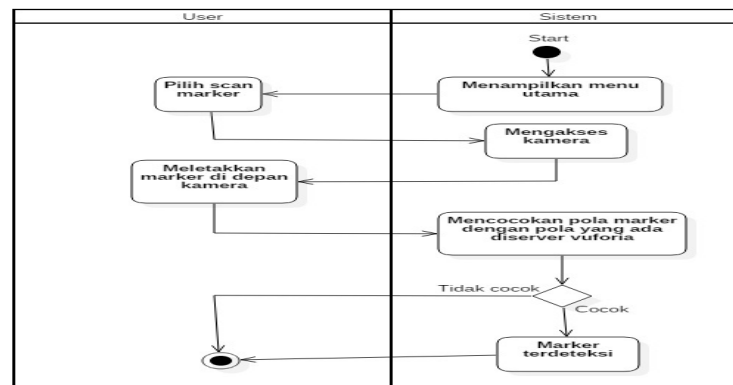 User
Sistem
Start
Menampilkan menu
utama
Pilih scan
marker
Mengakses
kamera
Meletakkan
marker di depan
kamera
Mencocokan pola marker
dengan pola yang ada
diserver vuforia
Tidak cocok
Cocok
Marker
terdeteksi